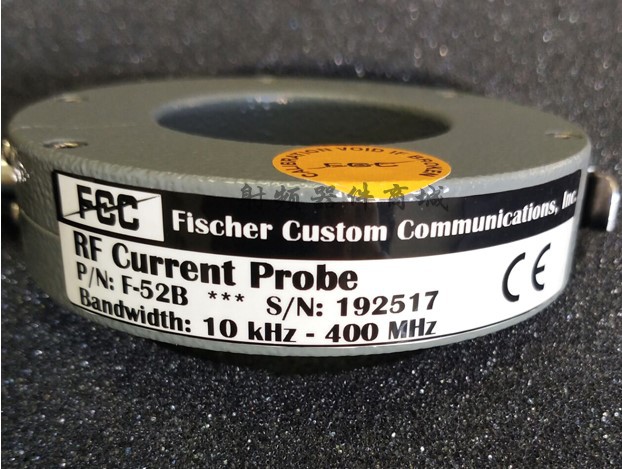 CALIBRATION VOID IF BROKEN
FCC
射频器件商城
FCC Fischer Custom Communications, Inc.
RF Current Probe
P/N: F-52B *** S/N: 192517
Bandwidth: 10 kHz - 400 MHz
CE